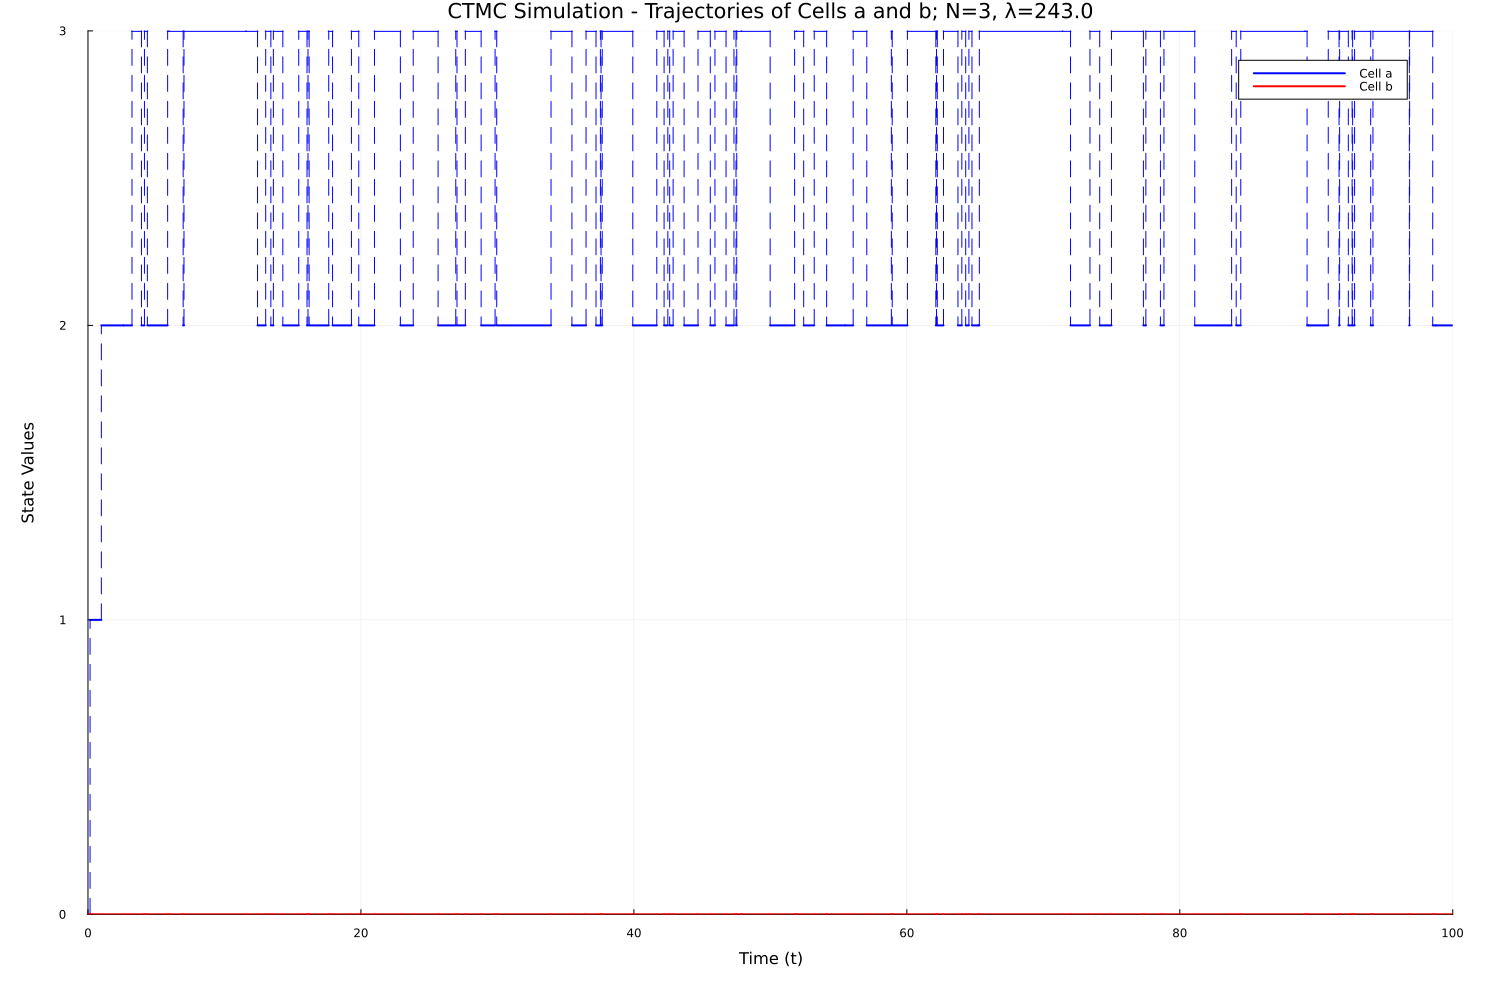 CTMC Simulation - Trajectories of Cells a and b; N=3, λ=243.0
3
Cell a
Cell b
2
State Values
1
0
0 20 40 60 80 100
Time (t)